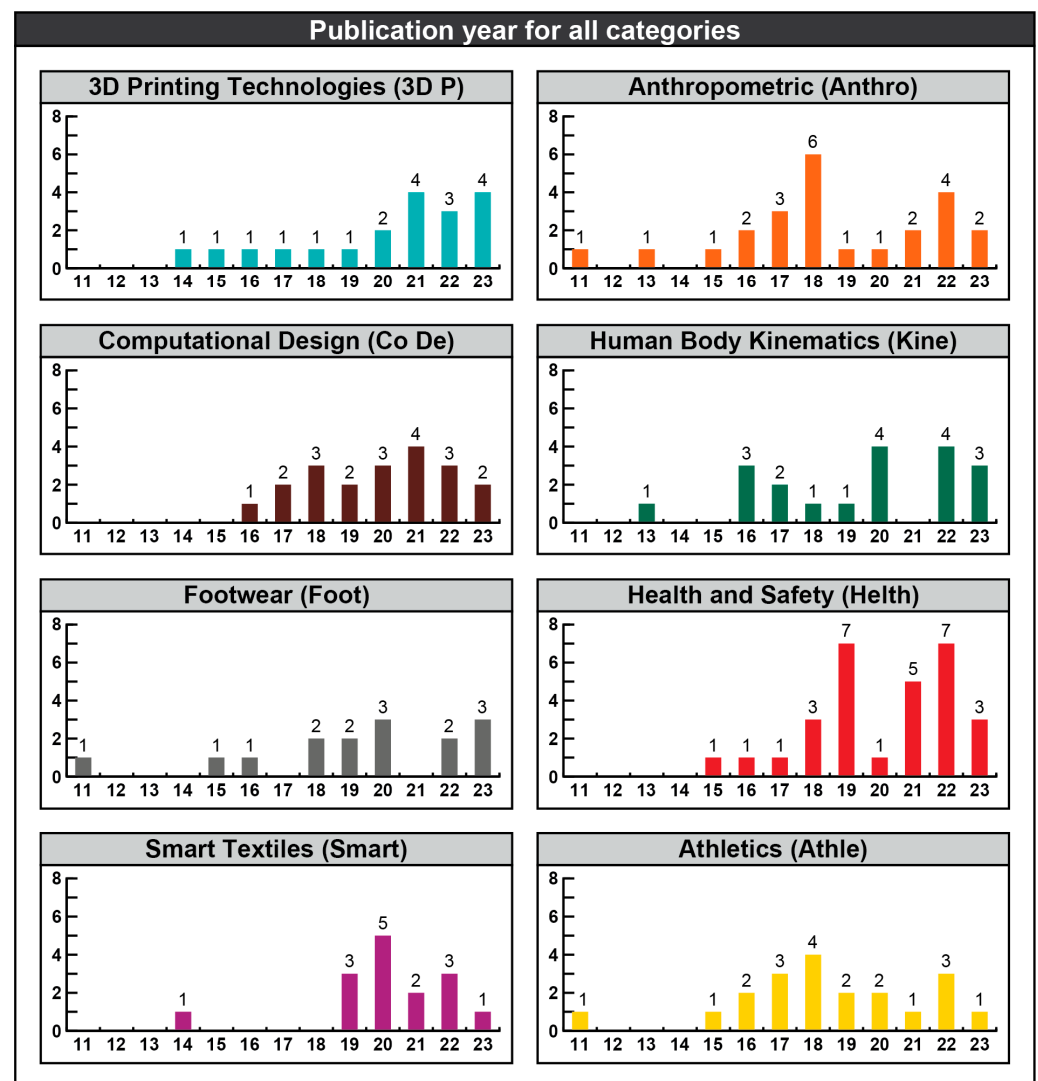 Publication year for all categories
3D Printing Technologies (3D P)
8
6
4
2
0
1 1 1 1 1 1 2 4 3 4
11 12 13 14 15 16 17 18 19 20 21 22 23
Anthropometric (Anthro)
8
6
4
2
0
1 1 1 2 3 6 1 1 2 4 2
11 12 13 14 15 16 17 18 19 20 21 22 23
Computational Design (Co De)
8
6
4
2
0
1 2 3 2 3 4 3 2
11 12 13 14 15 16 17 18 19 20 21 22 23
Human Body Kinematics (Kine)
8
6
4
2
0
1 3 2 1 1 4 4 3
11 12 13 14 15 16 17 18 19 20 21 22 23
Footwear (Foot)
8
6
4
2
0
1 1 1 2 2 3 2 3
11 12 13 14 15 16 17 18 19 20 21 22 23
Health and Safety (Helth)
8
6
4
2
0
1 1 1 3 7 1 5 7 3
11 12 13 14 15 16 17 18 19 20 21 22 23
Smart Textiles (Smart)
8
6
4
2
0
1 3 5 2 3 1
11 12 13 14 15 16 17 18 19 20 21 22 23
Athletics (Athle)
8
6
4
2
0
1 1 2 3 4 2 2 1 3 1
11 12 13 14 15 16 17 18 19 20 21 22 23